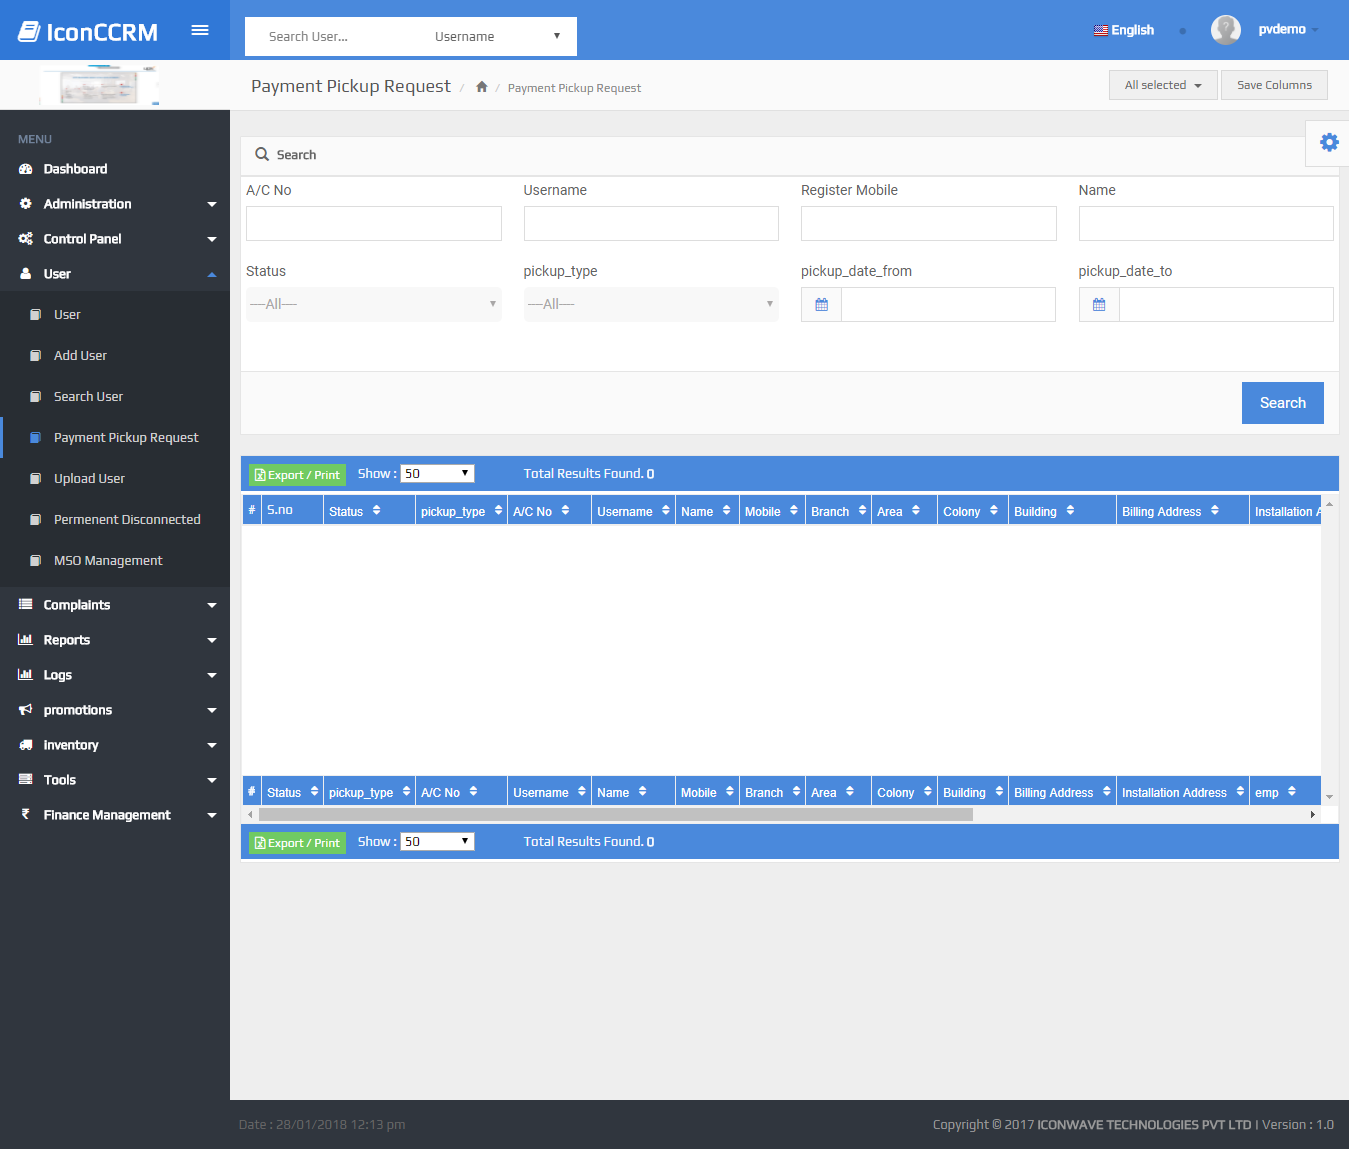 IconCCRM
Search User...
Username
English
pvdemo
Payment Pickup Request / / Payment Pickup Request
All selected
Save Columns
MENU
Dashboard
Administration
Control Panel
User
User
Add User
Search User
Payment Pickup Request
Upload User
Permenent Disconnected
MSO Management
Complaints
Reports
Logs
promotions
Inventory
Tools
Finance Management
Search
A/C No
Username
Register Mobile
Name
Status
pickup_type
pickup_date_from
pickup_date_to
----All----
----All----
Search
Export / Print
Show : 50
Total Results Found. 0
# S.no Status pickup_type A/C No Username Name Mobile Branch Area Colony Building Billing Address Installation A
# Status pickup_type A/C No Username Name Mobile Branch Area Colony Building Billing Address Installation Address emp
Export / Print
Show : 50
Total Results Found. 0
Date : 28/01/2018 12:13 pm
Copyright © 2017 ICONWAVE TECHNOLOGIES PVT LTD | Version : 1.0